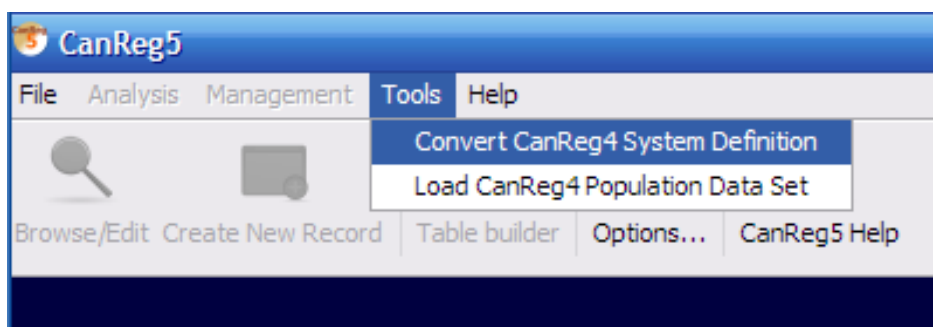 CanReg5
File Analysis Management Tools Help
Convert CanReg4 System Definition
Load CanReg4 Population Data Set
Browse/Edit Create New Record Table builder Options... CanReg5 Help